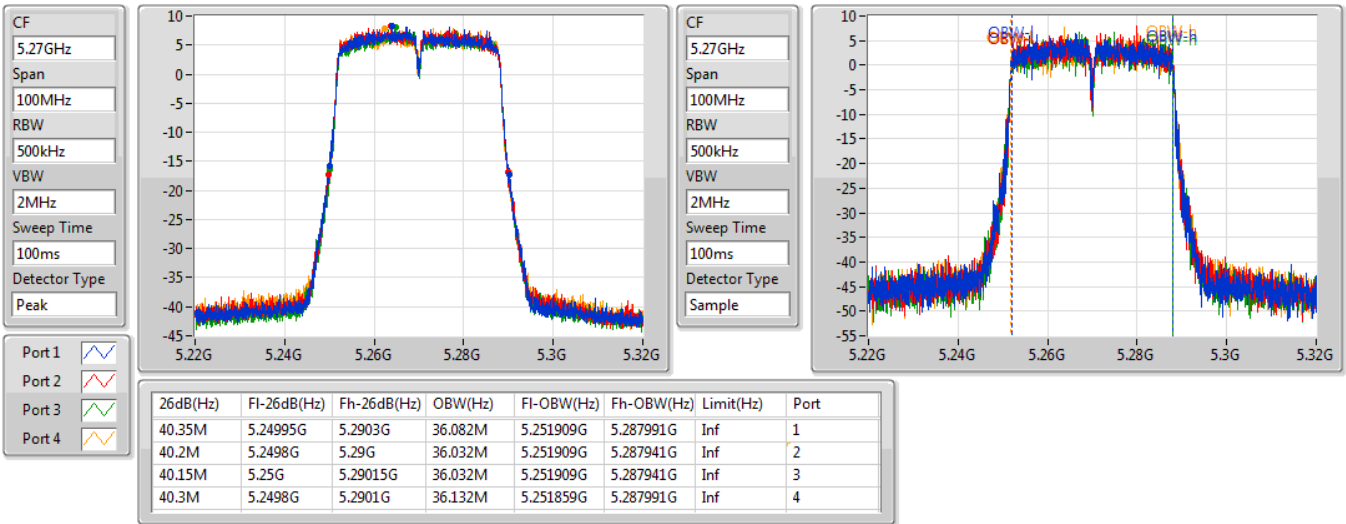 CF
5.27GHz
Span
100MHz
RBW
500kHz
VBW
2MHz
Sweep Time
100ms
Detector Type
Peak
10
5
0
-5
-10
-15
-20
-25
-30
-35
-40
-45
5.22G 5.24G 5.26G 5.28G 5.3G 5.32G
CF
5.27GHz
Span
100MHz
RBW
500kHz
VBW
2MHz
Sweep Time
100ms
Detector Type
Sample
10
5
0
-5
-10
-15
-20
-25
-30
-35
-40
-45
-50
-55
OBW-l OBW-h
5.22G 5.24G 5.26G 5.28G 5.3G 5.32G
Port 1
Port 2
Port 3
Port 4
26dB(Hz) Fl-26dB(Hz) Fh-26dB(Hz) OBW(Hz) Fl-OBW(Hz) Fh-OBW(Hz) Limit(Hz) Port
40.35M 5.24995G 5.2903G 36.082M 5.251909G 5.287991G Inf 1
40.2M 5.2498G 5.29G 36.032M 5.251909G 5.287941G Inf 2
40.15M 5.25G 5.29015G 36.032M 5.251909G 5.287941G Inf 3
40.3M 5.2498G 5.2901G 36.132M 5.251859G 5.287991G Inf 4